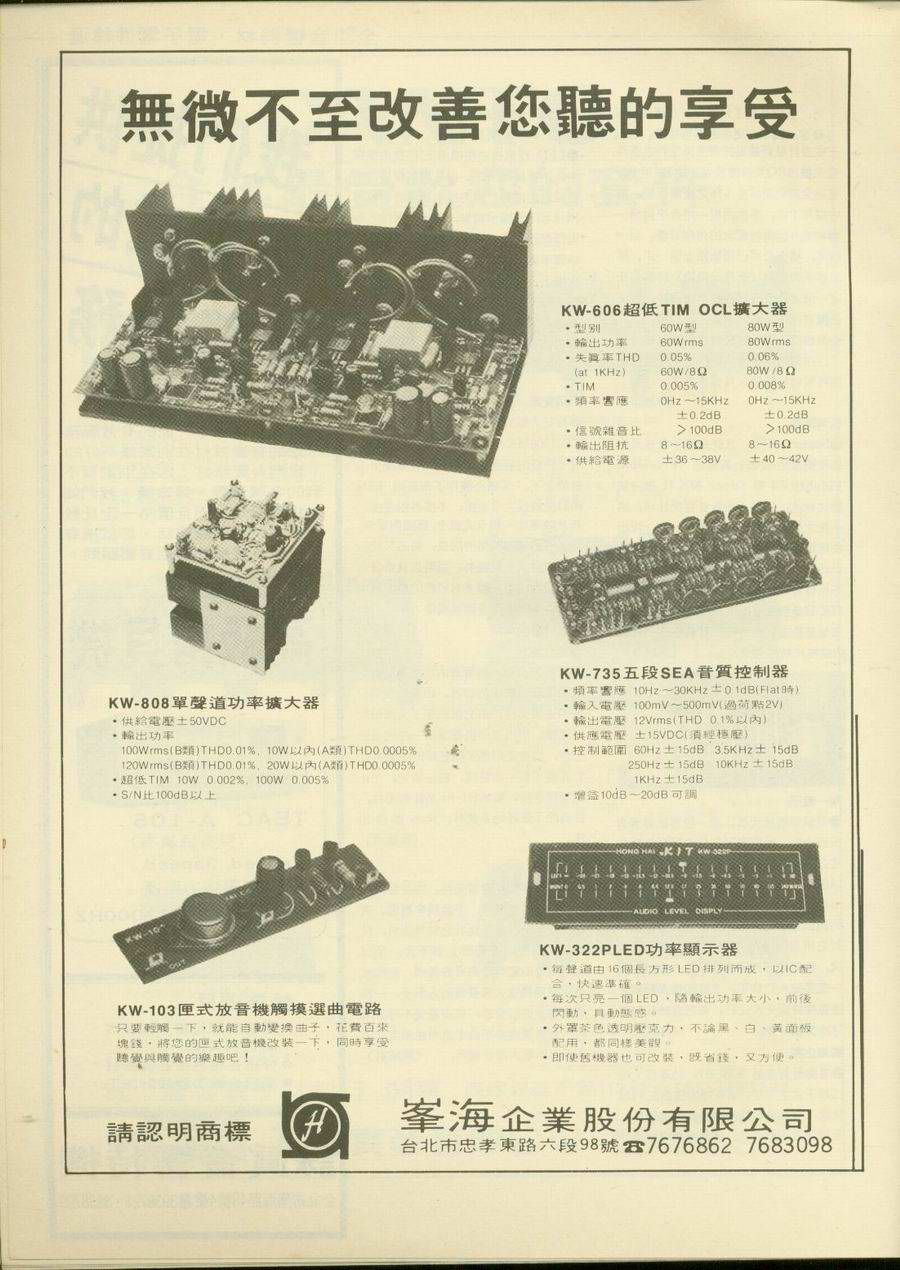 無微不至改善您聽的享受
KW-606超低TIM OCL擴大器
•型別 60W型 80W型
•輸出功率 60Wrms 80Wrms
•失真率THD 0.05% 0.06%
(at 1KHz) 60W/8Ω 80W/8Ω
•TIM 0.005% 0.008%
•頻率響應 0Hz～15KHz 0Hz～15KHz
±0.2dB ±0.2dB
•信號雜音比 >100dB >100dB
•輸出阻抗 8～16Ω 8～16Ω
•供給電源 ±36～38V ±40～42V
KW-808單聲道功率擴大器
•供給電壓±50VDC
•輸出功率
100Wrms(B類)THD0.01%, 10W以內(A類)THD0.0005%
120Wrms(B類)THD0.01%, 20W以內(A類)THD0.0005%
•超低TIM 10W 0.002%, 100W 0.005%
•S/N比100dB以上
KW-735五段SEA音質控制器
•頻率響應 10Hz～30KHz±0.1dB(Flat時)
•輸入電壓 100mV～500mV(過荷點2V)
•輸出電壓 12Vrms(THD 0.1%以內)
•供應電壓 ±15VDC(須經穩壓)
•控制範圍 60Hz±15dB 3.5KHz±15dB
250Hz±15dB 10KHz±15dB
1KHz±15dB
•增益10dB～20dB可調
KW-10
OUT
KW-103匣式放音機觸摸選曲電路
只要輕觸一下，就能自動變換曲子，花費百來
塊錢，將您的匣式放音機改裝一下，同時享受
聽覺與觸覺的樂趣吧！
HONG HAI KIT KW-322P
AUDIO LEVEL DISPLY
KW-322PLED功率顯示器
•每聲道由16個長方形LED排列而成，以IC配
合，快速準確。
•每次只亮一個LED，隨輸出功率大小，前後
閃動，具動態感。
•外罩茶色透明壓克力，不論黑、白、黃面板
配用，都同樣美觀。
•即使舊機器也可改裝，既省錢，又方便。
請認明商標
H
峯海企業股份有限公司
台北市忠孝東路六段98號☎7676862 7683098